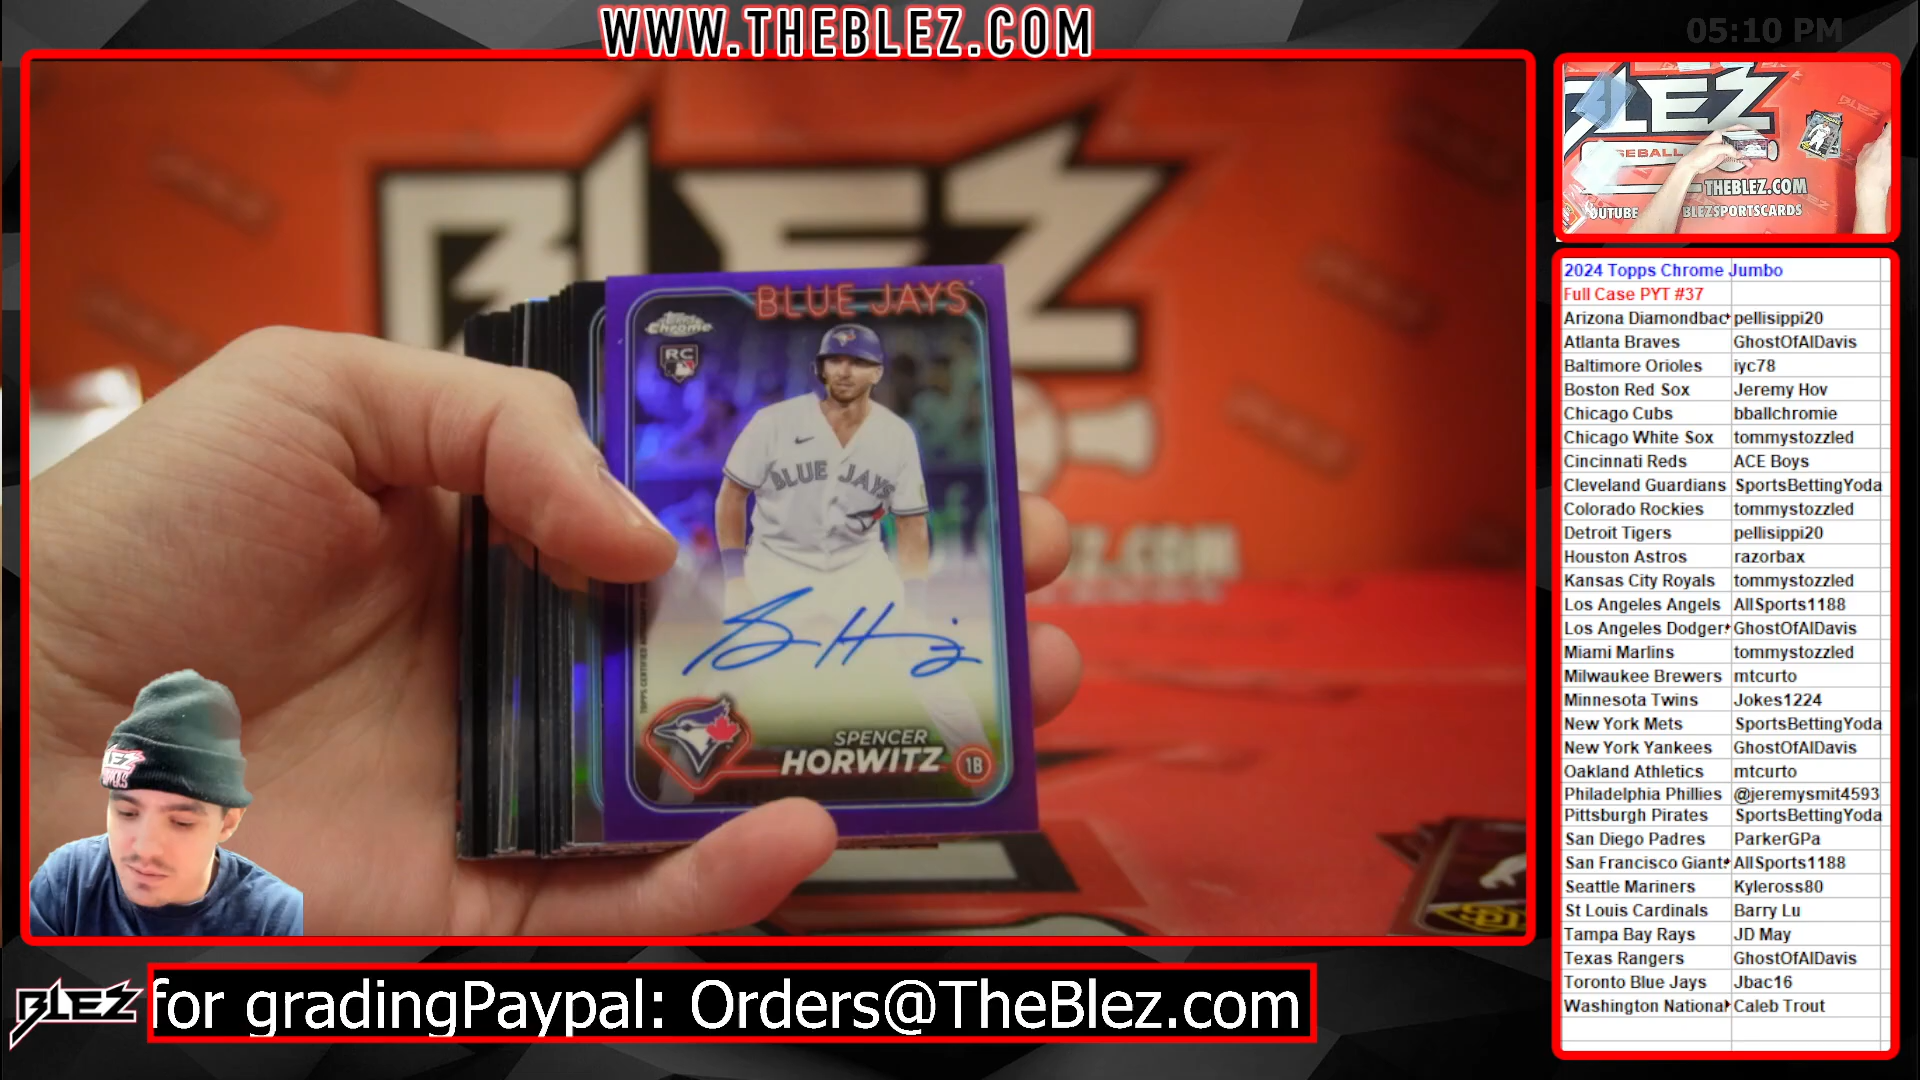 WWW.THEBLEZ.COM
05:10 PM
BLEZ
BLUE JAYS
Topps Chrome
RC
BLUE JAYS
SPENCER
HORWITZ
1B
BLEZ
BASEBALL
THEBLEZ.COM
BLEZSPORTSCARDS
2024 Topps Chrome Jumbo
Full Case PYT #37
Arizona Diamondbac pellisippi20
Atlanta Braves GhostOfAlDavis
Baltimore Orioles iyc78
Boston Red Sox Jeremy Hov
Chicago Cubs bballchromie
Chicago White Sox tommystozzled
Cincinnati Reds ACE Boys
Cleveland Guardians SportsBettingYoda
Colorado Rockies tommystozzled
Detroit Tigers pellisippi20
Houston Astros razorbax
Kansas City Royals tommystozzled
Los Angeles Angels AllSports1188
Los Angeles Dodger GhostOfAlDavis
Miami Marlins tommystozzled
Milwaukee Brewers mtcurto
Minnesota Twins Jokes1224
New York Mets SportsBettingYoda
New York Yankees GhostOfAlDavis
Oakland Athletics mtcurto
Philadelphia Phillies @jeremysmit4593
Pittsburgh Pirates SportsBettingYoda
San Diego Padres ParkerGPa
San Francisco Giant AllSports1188
Seattle Mariners Kyleross80
St Louis Cardinals Barry Lu
Tampa Bay Rays JD May
Texas Rangers GhostOfAlDavis
Toronto Blue Jays Jbac16
Washington National Caleb Trout
BLEZ
for gradingPaypal: Orders@TheBlez.com